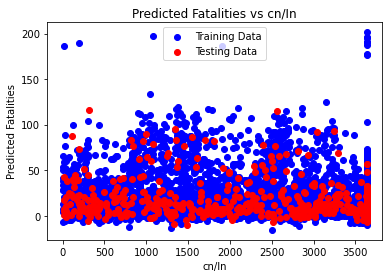 Predicted Fatalities vs cn/In
Training Data
Testing Data
Predicted Fatalities
200
150
100
50
0
0 500 1000 1500 2000 2500 3000 3500
cn/In